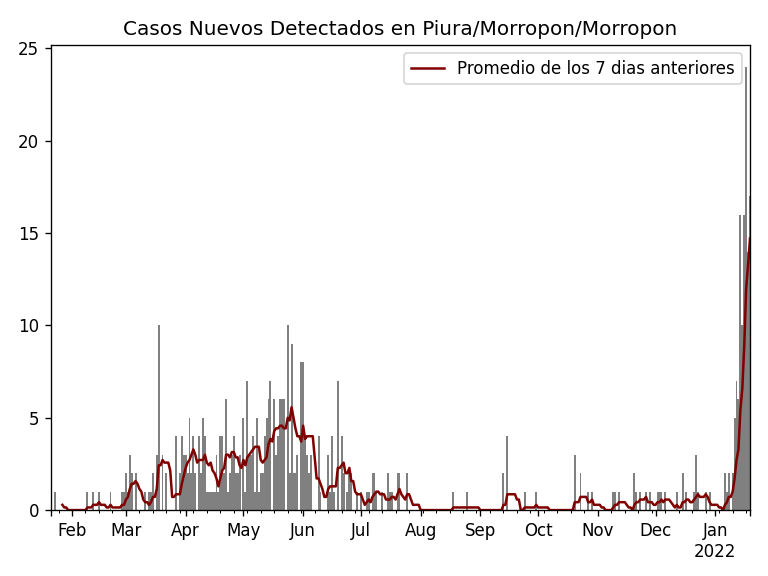 Casos Nuevos Detectados en Piura/Morropon/Morropon
Promedio de los 7 dias anteriores
25
20
15
10
5
0
Feb Mar Apr May Jun Jul Aug Sep Oct Nov Dec Jan
2022